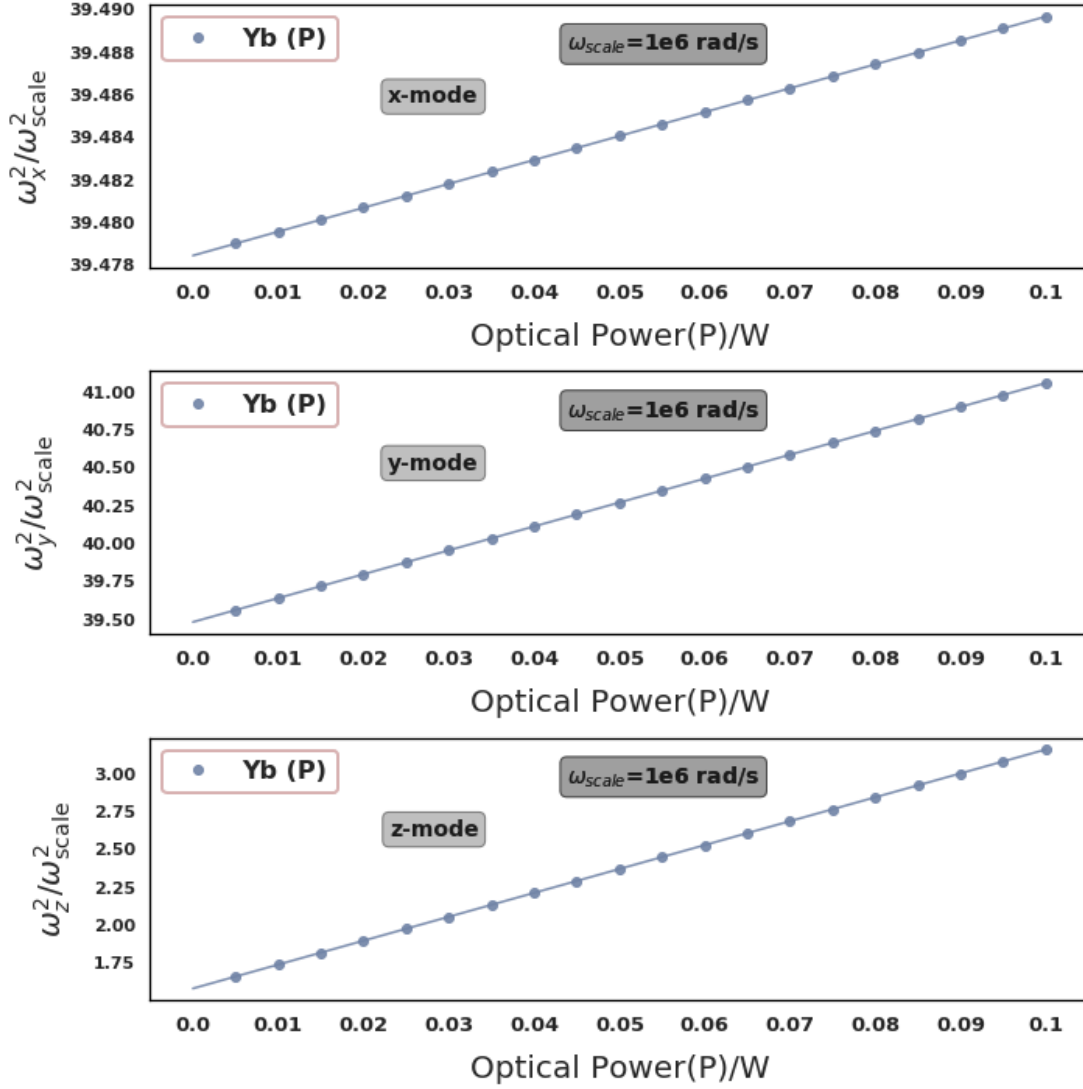 39.490
39.488
39.486
39.484
39.482
39.480
39.478
ω²ₓ/ω²scale
Yb (P)
ω_scale=1e6 rad/s
x-mode
0.0 0.01 0.02 0.03 0.04 0.05 0.06 0.07 0.08 0.09 0.1
Optical Power(P)/W
41.00
40.75
40.50
40.25
40.00
39.75
39.50
ω²_y/ω²scale
Yb (P)
ω_scale=1e6 rad/s
y-mode
0.0 0.01 0.02 0.03 0.04 0.05 0.06 0.07 0.08 0.09 0.1
Optical Power(P)/W
3.00
2.75
2.50
2.25
2.00
1.75
ω²_z/ω²scale
Yb (P)
ω_scale=1e6 rad/s
z-mode
0.0 0.01 0.02 0.03 0.04 0.05 0.06 0.07 0.08 0.09 0.1
Optical Power(P)/W